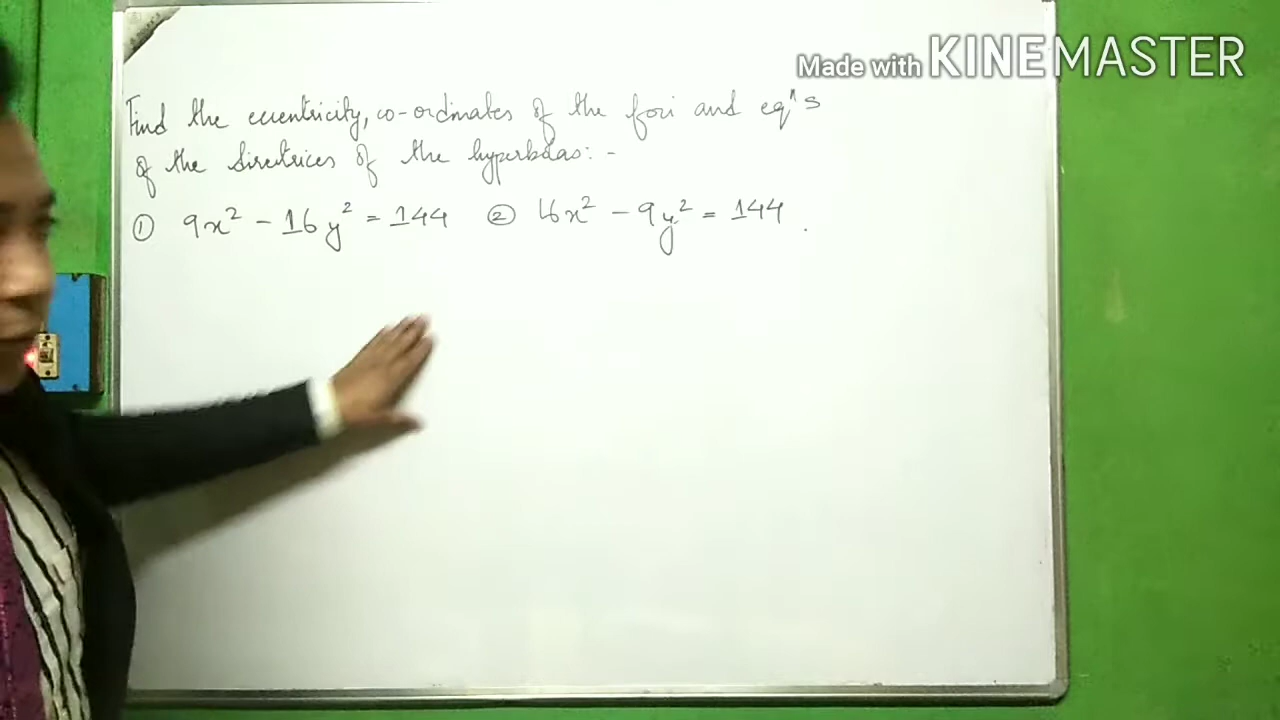 Made with KINEMASTER
Find the eccentricity, co-ordinates of the foci and eqⁿs
of the directrices of the hyperbolas:-
① 9x² - 16y² = 144 ② 16x² - 9y² = 144.